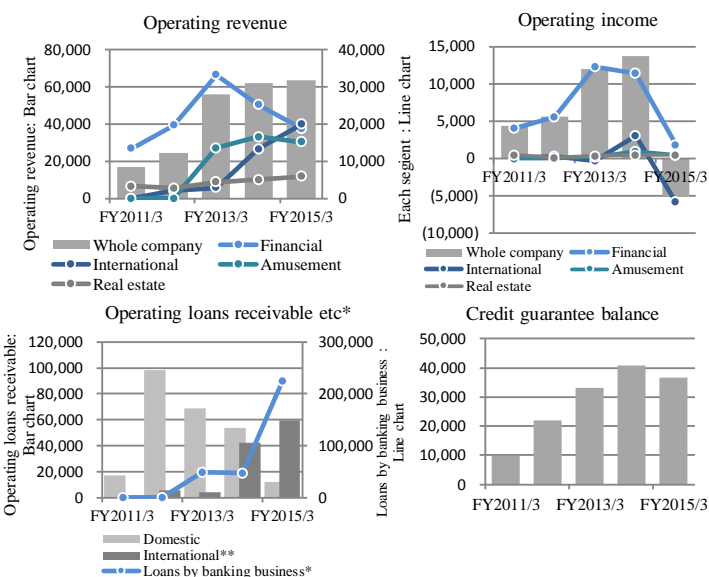 Operating revenue
Operating revenue: Bar chart
80,000
60,000
40,000
20,000
0
40,000
30,000
20,000
10,000
0
Each segient : Line chart
FY2011/3 FY2013/3 FY2015/3
Whole company Financial
International Amusement
Real estate
Operating income
15,000
10,000
5,000
0
(5,000)
(10,000)
FY2011/3 FY2013/3 FY2015/3
Whole company Financial
International Amusement
Real estate
Operating loans receivable etc*
Operating loans receivable:
Bar chart
120,000
100,000
80,000
60,000
40,000
20,000
0
300,000
200,000
100,000
0
Loans by banking business :
Line chart
FY2011/3 FY2013/3 FY2015/3
Domestic
International**
Loans by banking business*
Credit guarantee balance
50,000
40,000
30,000
20,000
10,000
0
FY2011/3 FY2013/3 FY2015/3